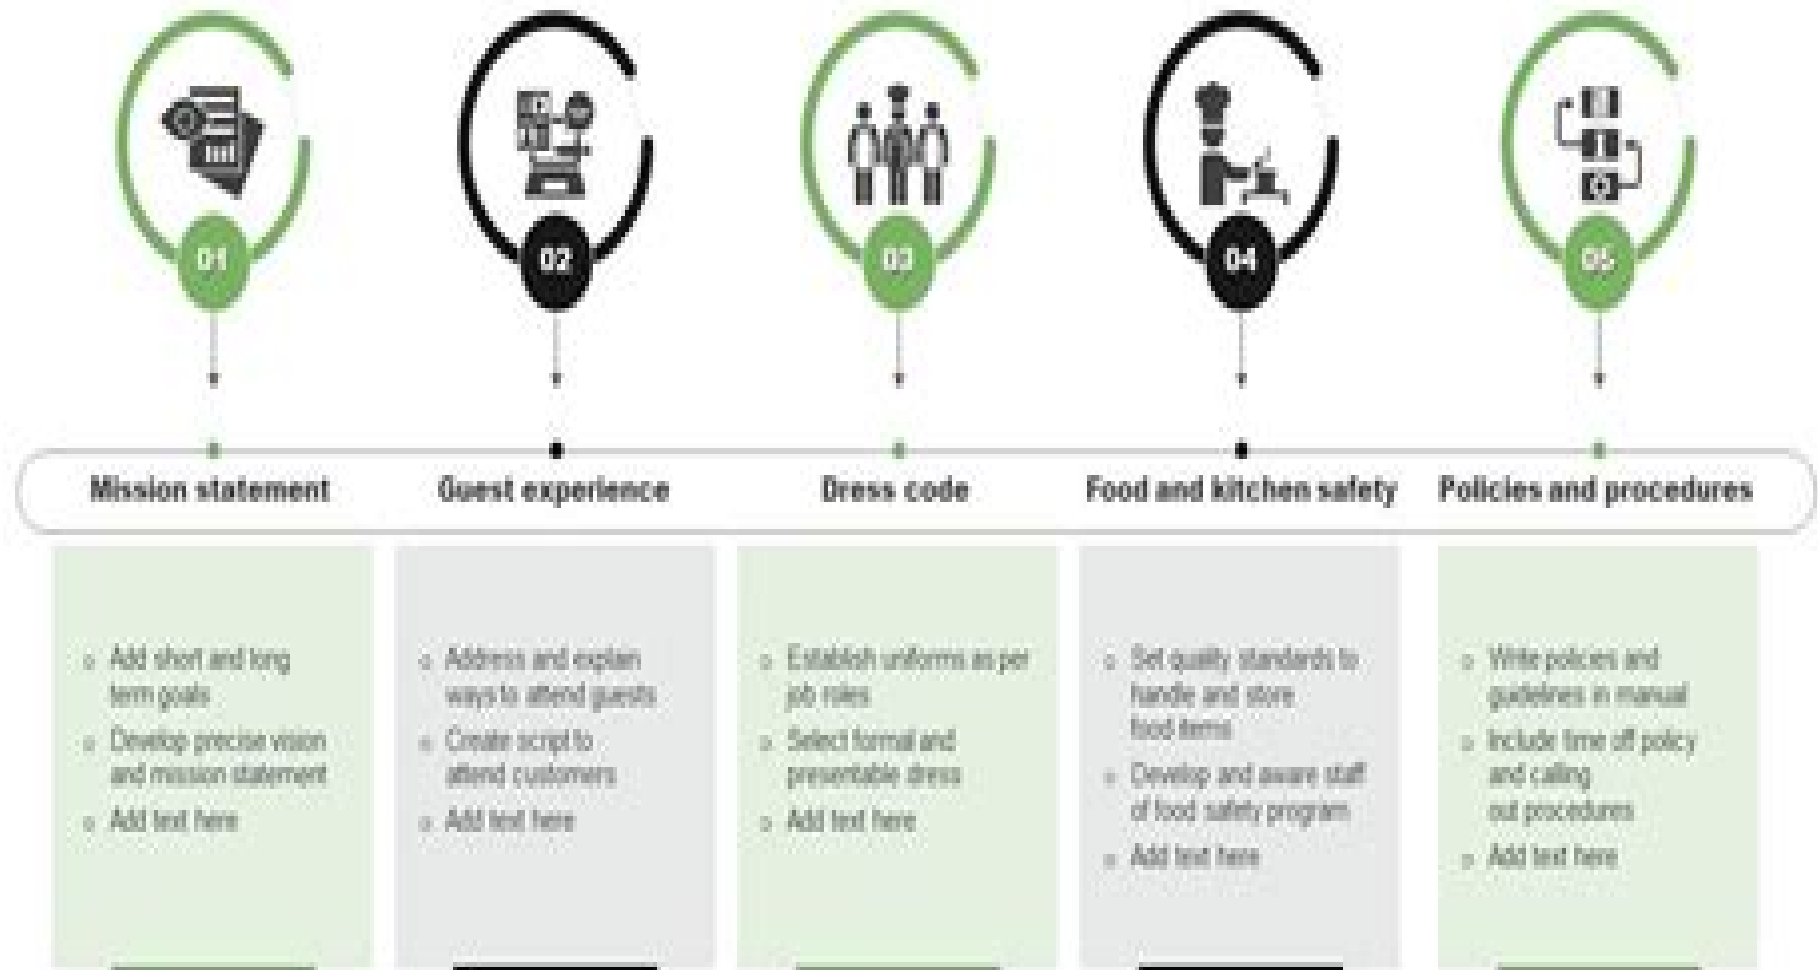 01
02
03
04
05
Mission statement
Guest experience
Dress code
Food and kitchen safety
Policies and procedures
Add short and long
term goals
Develop precise vision
and mission statement
Add text here
Address and explain
ways to attend guests
Create script to
attend customers
Add text here
Establish uniforms as per
job roles
Select formal and
presentable dress
Add text here
Set quality standards to
handle and store
food items
Develop and aware staff
of food safety program
Add text here
Write policies and
guidelines in manual
Include time off policy
and calling
out procedures
Add text here